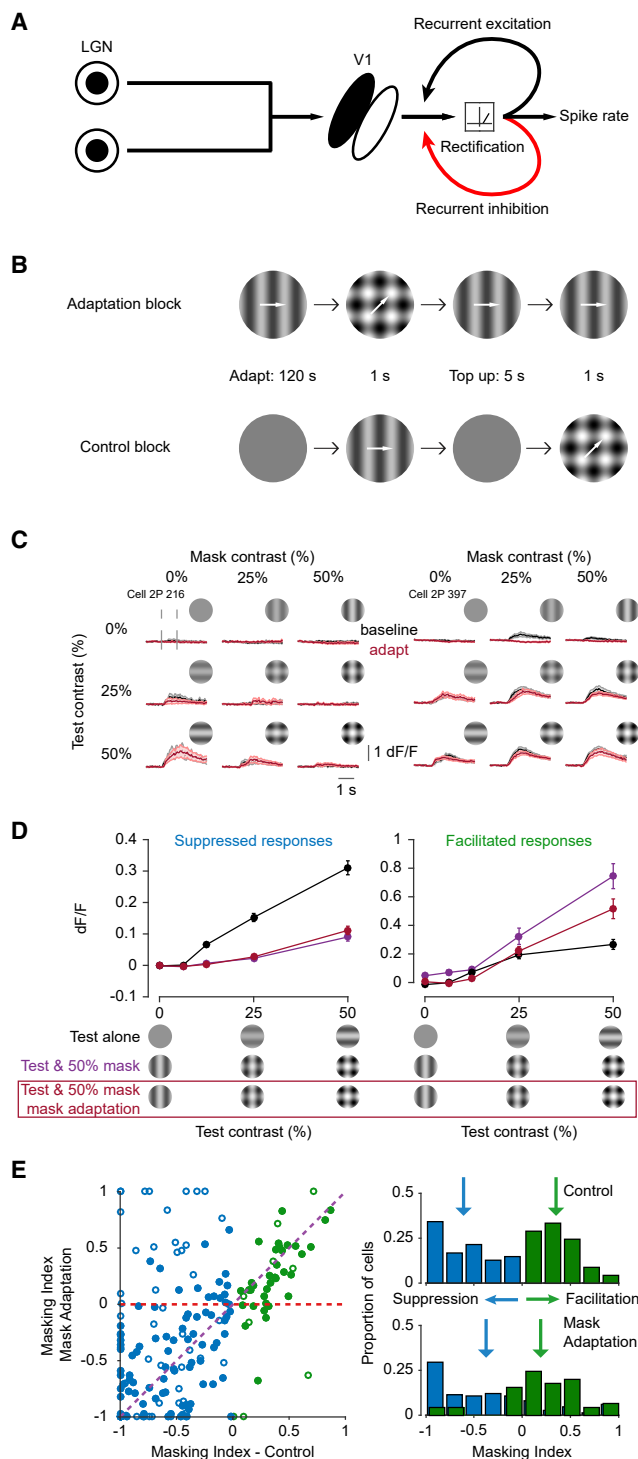 A
LGN
V1
Recurrent excitation
Spike rate
Rectification
Recurrent inhibition
B
Adaptation block
Adapt: 120 s
1 s
Top up: 5 s
1 s
Control block
C
Mask contrast (%)
Mask contrast (%)
0%
25%
50%
0%
25%
50%
Cell 2P 216
Cell 2P 397
Test contrast (%)
0%
baseline
adapt
25%
50%
1 dF/F
1 s
D
Suppressed responses
Facilitated responses
dF/F
0.4
0.3
0.2
0.1
0
-0.1
1
0.8
0.6
0.4
0.2
0
0
25
50
0
25
50
Test alone
Test & 50% mask
Test & 50% mask
mask adaptation
Test contrast (%)
Test contrast (%)
E
Masking Index
Mask Adaptation
1
0.5
0
-0.5
-1
-1
-0.5
0
0.5
1
Masking Index - Control
Proportion of cells
0.5
0.25
0
Control
Suppression
Facilitation
Mask
Adaptation
0.5
0.25
0
-1
-0.5
0
0.5
1
Masking Index